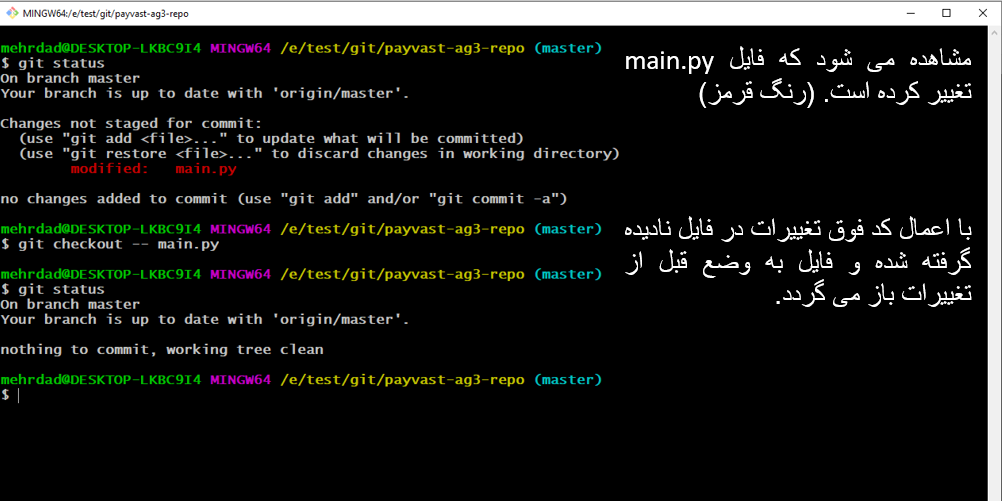 MINGW64:/e/test/git/payvast-ag3-repo
mehrdad@DESKTOP-LKBC9I4 MINGW64 /e/test/git/payvast-ag3-repo (master)
$ git status
On branch master
Your branch is up to date with 'origin/master'.
Changes not staged for commit:
(use "git add <file>..." to update what will be committed)
(use "git restore <file>..." to discard changes in working directory)
modified: main.py
no changes added to commit (use "git add" and/or "git commit -a")
mehrdad@DESKTOP-LKBC9I4 MINGW64 /e/test/git/payvast-ag3-repo (master)
$ git checkout -- main.py
mehrdad@DESKTOP-LKBC9I4 MINGW64 /e/test/git/payvast-ag3-repo (master)
$ git status
On branch master
Your branch is up to date with 'origin/master'.
nothing to commit, working tree clean
mehrdad@DESKTOP-LKBC9I4 MINGW64 /e/test/git/payvast-ag3-repo (master)
$
مشاهده می شود که فایل main.py
تغییر کرده است. (رنگ قرمز)
با اعمال کد فوق تغییرات در فایل نادیده
گرفته شده و فایل به وضع قبل از
تغییرات باز می گردد.